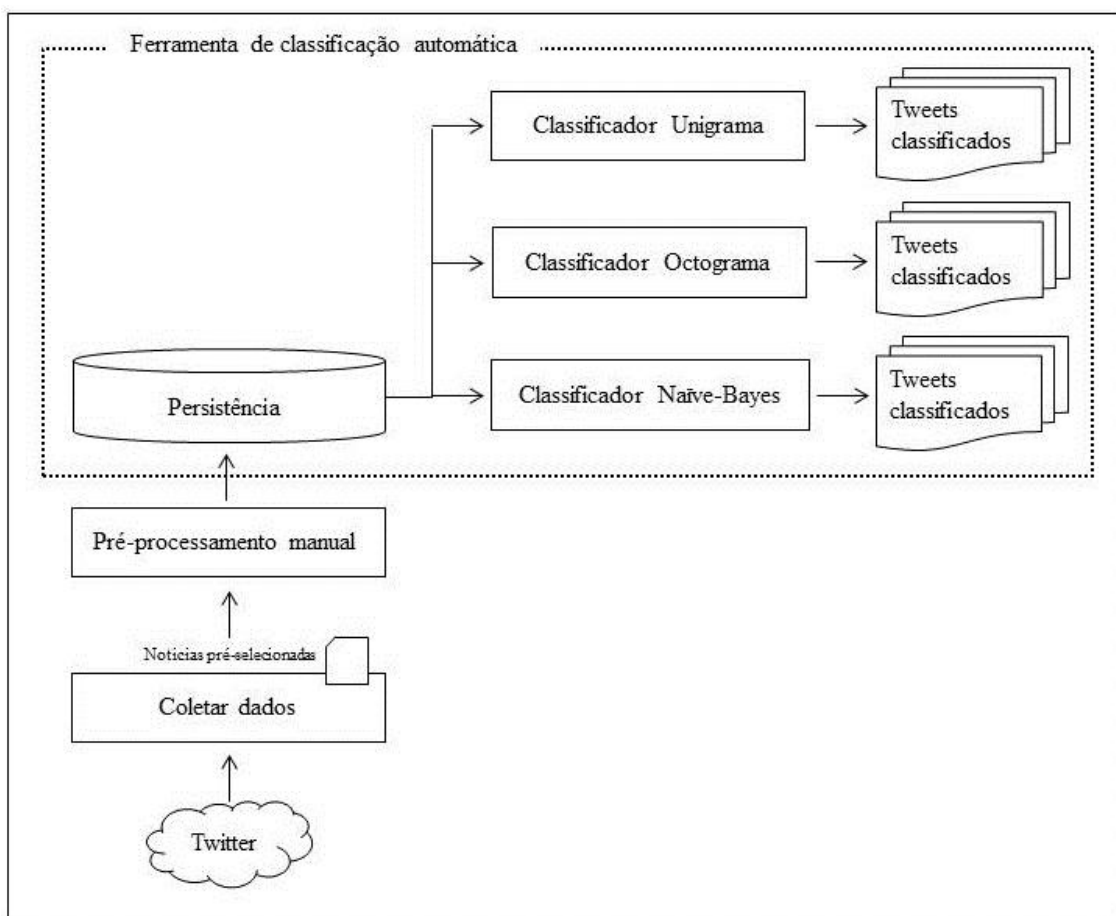 Ferramenta de classificação automática
Classificador Unigrama
Tweets
classificados
Classificador Octograma
Tweets
classificados
Persistência
Classificador Naïve-Bayes
Tweets
classificados
Pré-processamento manual
Notícias pré-selecionadas
Coletar dados
Twitter